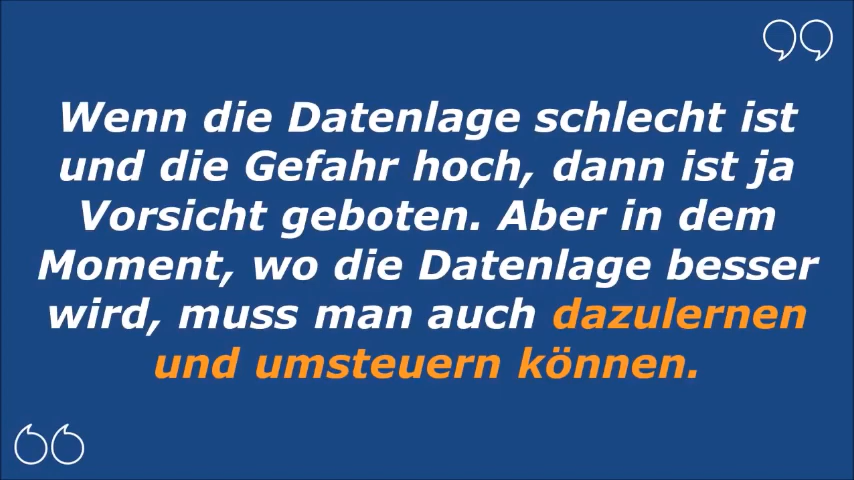 Wenn die Datenlage schlecht ist
und die Gefahr hoch, dann ist ja
Vorsicht geboten. Aber in dem
Moment, wo die Datenlage besser
wird, muss man auch dazulernen
und umsteuern können.